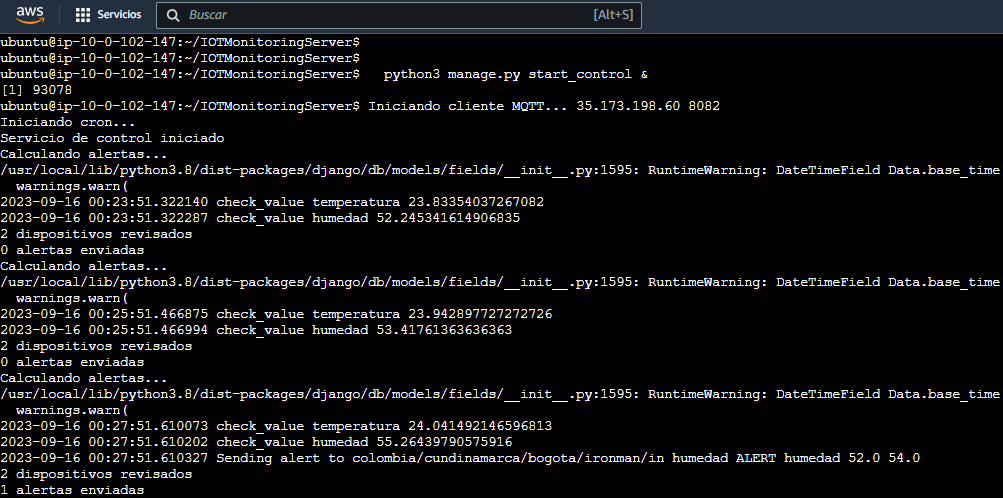 aws Servicios Buscar [Alt+S]
ubuntu@ip-10-0-102-147:~/IOTMonitoringServer$
ubuntu@ip-10-0-102-147:~/IOTMonitoringServer$
ubuntu@ip-10-0-102-147:~/IOTMonitoringServer$   python3 manage.py start_control &
[1] 93078
ubuntu@ip-10-0-102-147:~/IOTMonitoringServer$ Iniciando cliente MQTT... 35.173.198.60 8082
Iniciando cron...
Servicio de control iniciado
Calculando alertas...
/usr/local/lib/python3.8/dist-packages/django/db/models/fields/__init__.py:1595: RuntimeWarning: DateTimeField Data.base_time
  warnings.warn(
2023-09-16 00:23:51.322140 check_value temperatura 23.83354037267082
2023-09-16 00:23:51.322287 check_value humedad 52.245341614906835
2 dispositivos revisados
0 alertas enviadas
Calculando alertas...
/usr/local/lib/python3.8/dist-packages/django/db/models/fields/__init__.py:1595: RuntimeWarning: DateTimeField Data.base_time
  warnings.warn(
2023-09-16 00:25:51.466875 check_value temperatura 23.942897727272726
2023-09-16 00:25:51.466994 check_value humedad 53.41761363636363
2 dispositivos revisados
0 alertas enviadas
Calculando alertas...
/usr/local/lib/python3.8/dist-packages/django/db/models/fields/__init__.py:1595: RuntimeWarning: DateTimeField Data.base_time
  warnings.warn(
2023-09-16 00:27:51.610073 check_value temperatura 24.041492146596813
2023-09-16 00:27:51.610202 check_value humedad 55.26439790575916
2023-09-16 00:27:51.610327 Sending alert to colombia/cundinamarca/bogota/ironman/in humedad ALERT humedad 52.0 54.0
2 dispositivos revisados
1 alertas enviadas